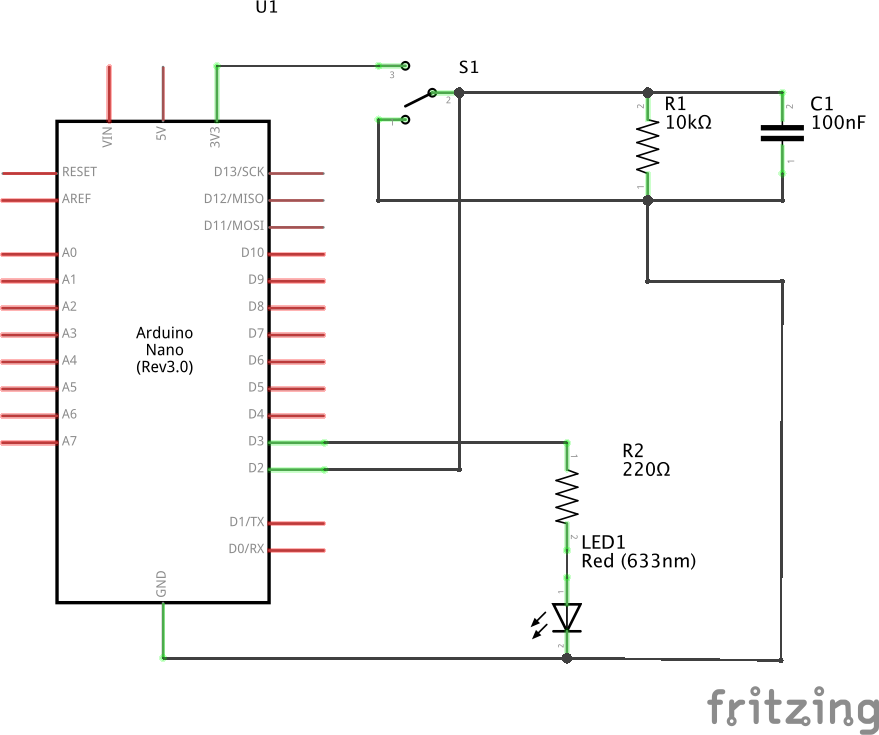 U1
3
S1
2
1
VIN
5V
3V3
2
R1
10kΩ
1
2
C1
100nF
1
RESET
AREF
A0
A1
A2
A3
A4
A5
A6
A7
Arduino
Nano
(Rev3.0)
D13/SCK
D12/MISO
D11/MOSI
D10
D9
D8
D7
D6
D5
D4
D3
D2
D1/TX
D0/RX
GND
1
R2
220Ω
2
LED1
Red (633nm)
1
2
fritzing